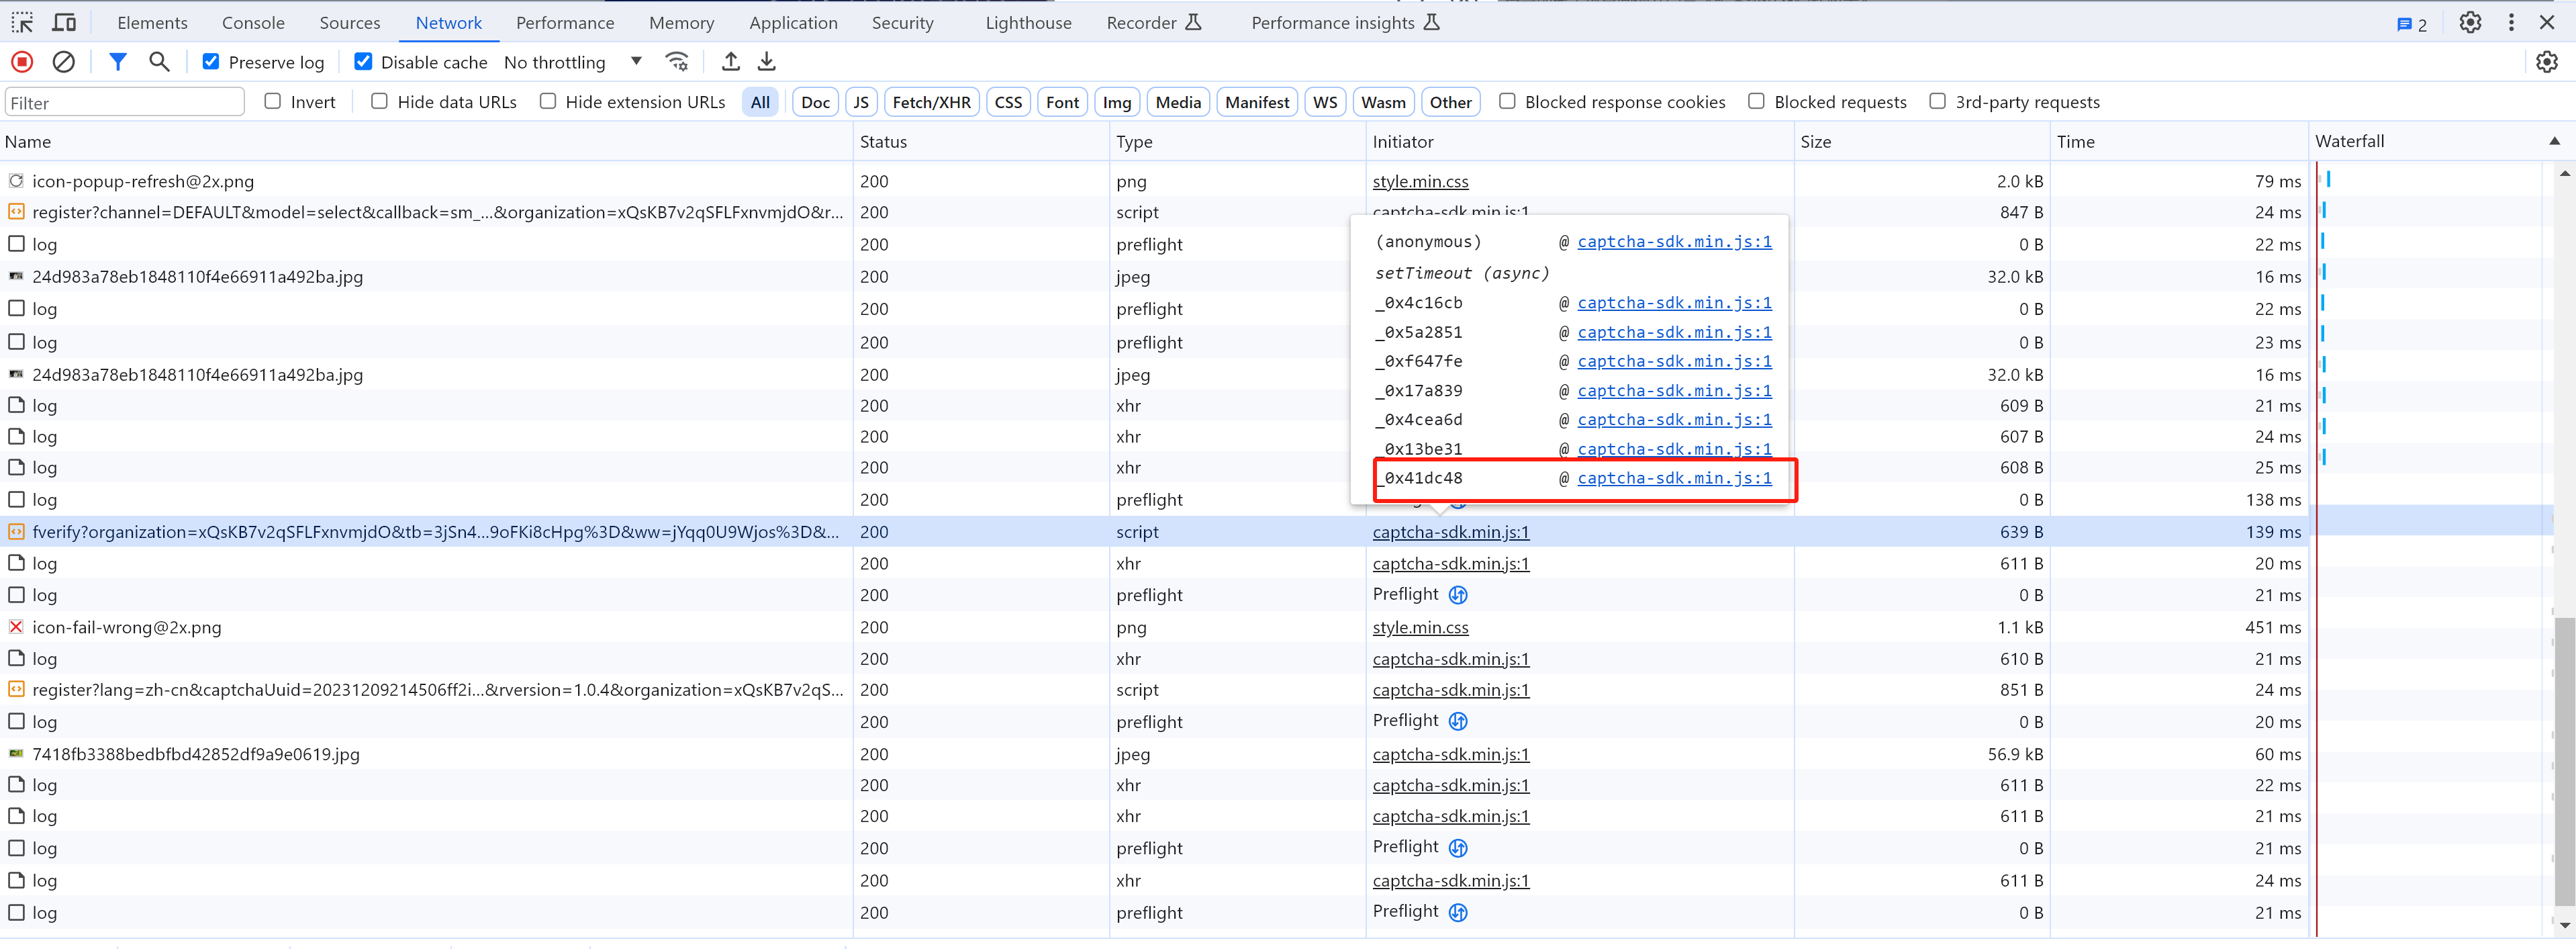 Elements Console Sources Network Performance Memory Application Security Lighthouse Recorder Performance insights 2
Preserve log Disable cache No throttling
Filter Invert Hide data URLs Hide extension URLs All Doc JS Fetch/XHR CSS Font Img Media Manifest WS Wasm Other Blocked response cookies Blocked requests 3rd-party requests
Name Status Type Initiator Size Time Waterfall
icon-popup-refresh@2x.png 200 png style.min.css 2.0 kB 79 ms
register?channel=DEFAULT&model=select&callback=sm_...&organization=xQsKB7v2qSFLFxnvmjdO&r... 200 script captcha-sdk.min.js:1 847 B 24 ms
log 200 preflight 0 B 22 ms
24d983a78eb1848110f4e66911a492ba.jpg 200 jpeg 32.0 kB 16 ms
log 200 preflight 0 B 22 ms
log 200 preflight 0 B 23 ms
24d983a78eb1848110f4e66911a492ba.jpg 200 jpeg 32.0 kB 16 ms
log 200 xhr 609 B 21 ms
log 200 xhr 607 B 24 ms
log 200 xhr 608 B 25 ms
log 200 preflight 0 B 138 ms
(anonymous) @ captcha-sdk.min.js:1
setTimeout (async)
_0x4c16cb @ captcha-sdk.min.js:1
_0x5a2851 @ captcha-sdk.min.js:1
_0xf647fe @ captcha-sdk.min.js:1
_0x17a839 @ captcha-sdk.min.js:1
_0x4cea6d @ captcha-sdk.min.js:1
_0x13be31 @ captcha-sdk.min.js:1
_0x41dc48 @ captcha-sdk.min.js:1
fverify?organization=xQsKB7v2qSFLFxnvmjdO&tb=3jSn4...9oFKi8cHpg%3D&ww=jYqq0U9Wjos%3D&... 200 script captcha-sdk.min.js:1 639 B 139 ms
log 200 xhr captcha-sdk.min.js:1 611 B 20 ms
log 200 preflight Preflight 0 B 21 ms
icon-fail-wrong@2x.png 200 png style.min.css 1.1 kB 451 ms
log 200 xhr captcha-sdk.min.js:1 610 B 21 ms
register?lang=zh-cn&captchaUuid=20231209214506ff2i...&rversion=1.0.4&organization=xQsKB7v2qS... 200 script captcha-sdk.min.js:1 851 B 24 ms
log 200 preflight Preflight 0 B 20 ms
7418fb3388bedbfbd42852df9a9e0619.jpg 200 jpeg captcha-sdk.min.js:1 56.9 kB 60 ms
log 200 xhr captcha-sdk.min.js:1 611 B 22 ms
log 200 xhr captcha-sdk.min.js:1 611 B 21 ms
log 200 preflight Preflight 0 B 21 ms
log 200 xhr captcha-sdk.min.js:1 611 B 24 ms
log 200 preflight Preflight 0 B 21 ms